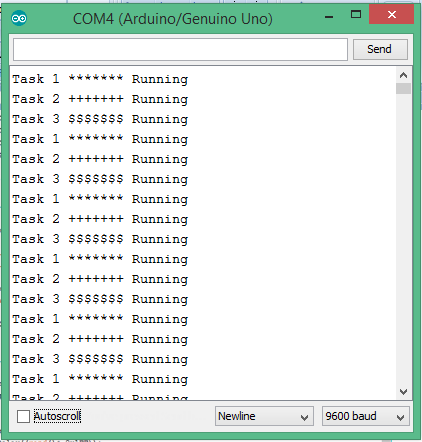 COM4 (Arduino/Genuino Uno)
Send
Task 1 ******* Running
Task 2 +++++++ Running
Task 3 $$$$$$$ Running
Task 1 ******* Running
Task 2 +++++++ Running
Task 3 $$$$$$$ Running
Task 1 ******* Running
Task 2 +++++++ Running
Task 3 $$$$$$$ Running
Task 1 ******* Running
Task 2 +++++++ Running
Task 3 $$$$$$$ Running
Task 1 ******* Running
Task 2 +++++++ Running
Task 3 $$$$$$$ Running
Task 1 ******* Running
Task 2 +++++++ Running
Autoscroll Newline 9600 baud